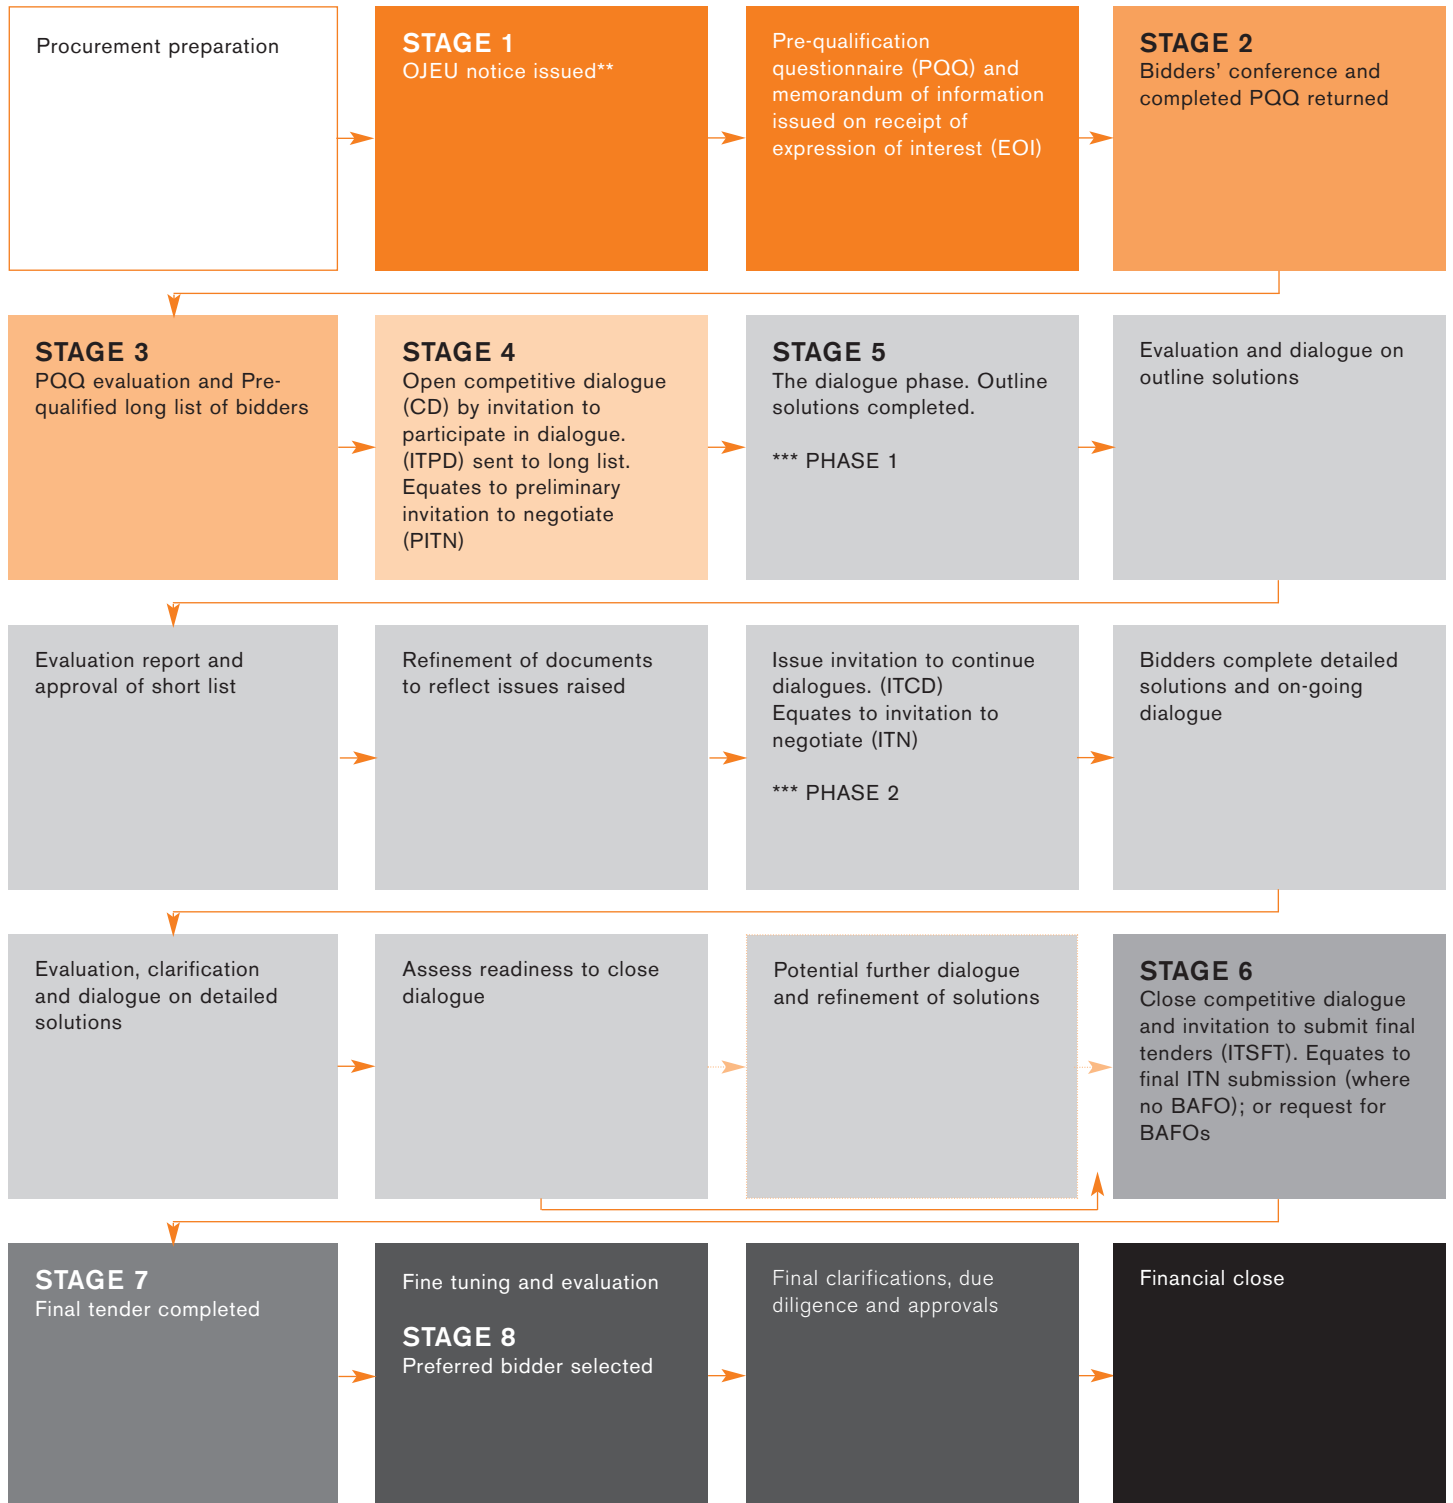 Procurement preparation
STAGE 1
OJEU notice issued**
Pre-qualification
questionnaire (PQQ) and
memorandum of information
issued on receipt of
expression of interest (EOI)
STAGE 2
Bidders’ conference and
completed PQQ returned
STAGE 3
PQQ evaluation and Pre-
qualified long list of bidders
STAGE 4
Open competitive dialogue
(CD) by invitation to
participate in dialogue.
(ITPD) sent to long list.
Equates to preliminary
invitation to negotiate
(PITN)
STAGE 5
The dialogue phase. Outline
solutions completed.
*** PHASE 1
Evaluation and dialogue on
outline solutions
Evaluation report and
approval of short list
Refinement of documents
to reflect issues raised
Issue invitation to continue
dialogues. (ITCD)
Equates to invitation to
negotiate (ITN)
*** PHASE 2
Bidders complete detailed
solutions and on-going
dialogue
Evaluation, clarification
and dialogue on detailed
solutions
Assess readiness to close
dialogue
Potential further dialogue
and refinement of solutions
STAGE 6
Close competitive dialogue
and invitation to submit final
tenders (ITSFT). Equates to
final ITN submission (where
no BAFO); or request for
BAFOs
STAGE 7
Final tender completed
Fine tuning and evaluation
STAGE 8
Preferred bidder selected
Final clarifications, due
diligence and approvals
Financial close